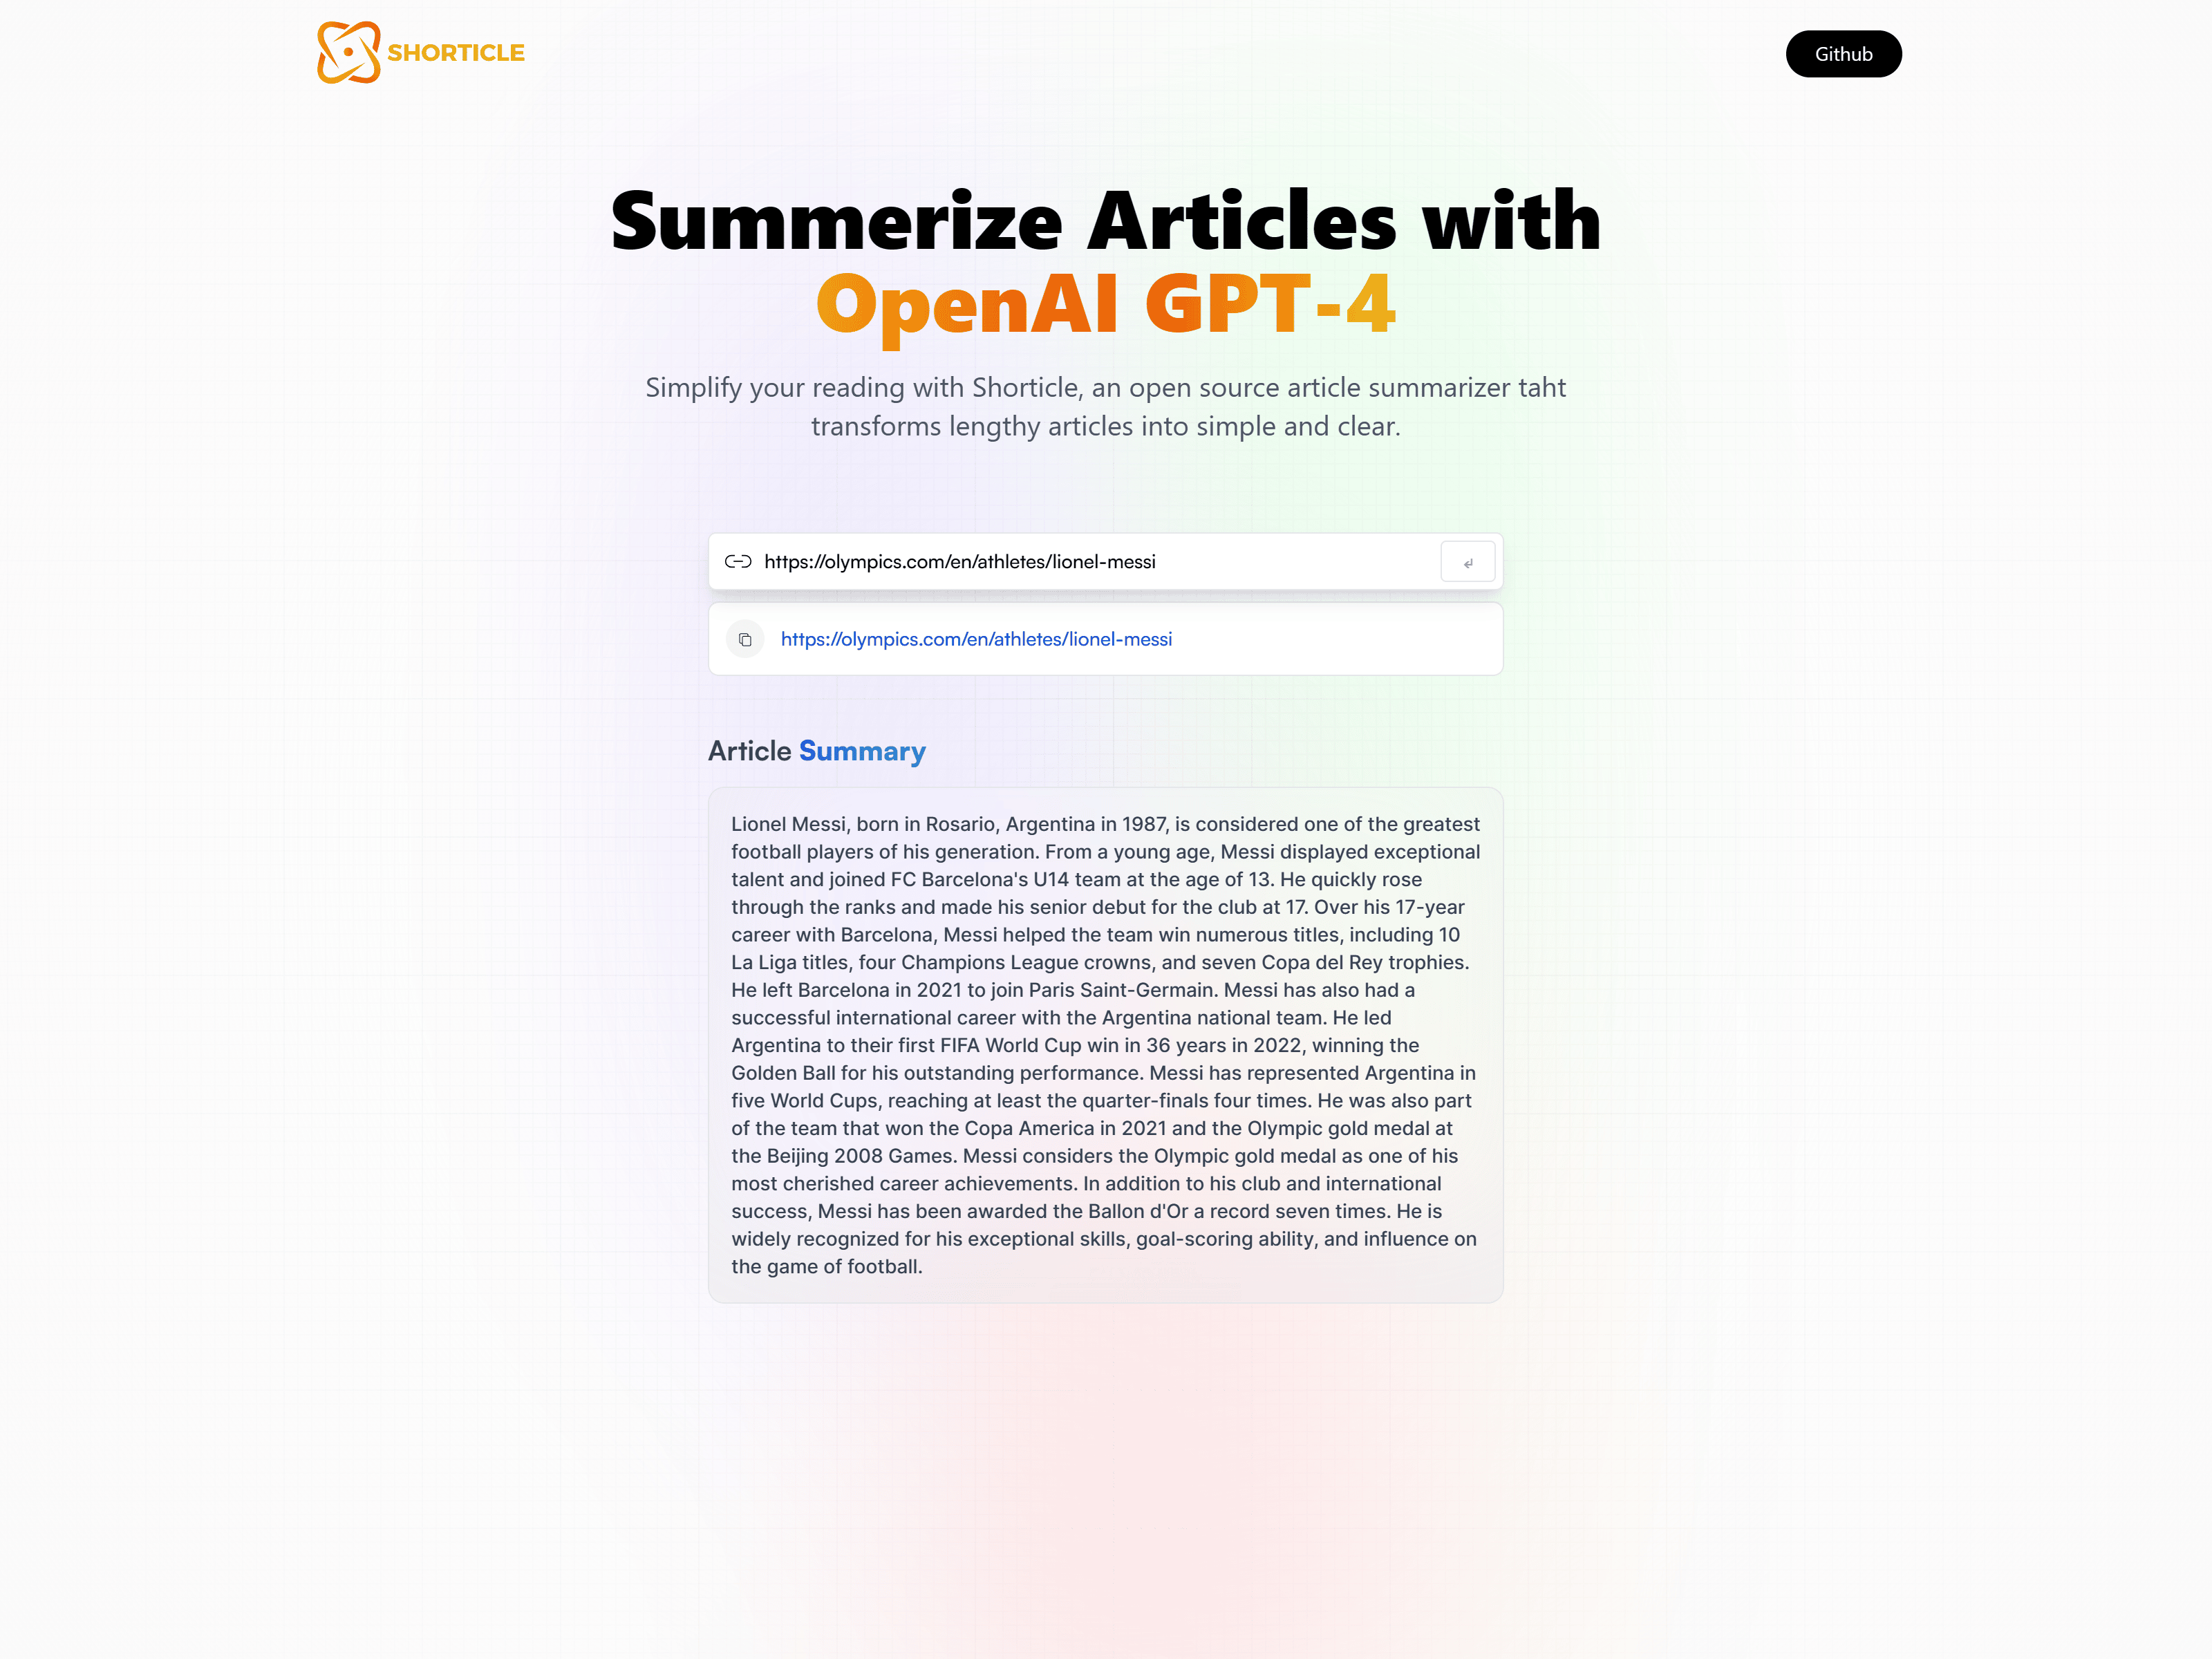 SHORTICLE
Github
Summerize Articles with
OpenAI GPT-4
Simplify your reading with Shorticle, an open source article summarizer taht
transforms lengthy articles into simple and clear.
https://olympics.com/en/athletes/lionel-messi
https://olympics.com/en/athletes/lionel-messi
Article Summary
Lionel Messi, born in Rosario, Argentina in 1987, is considered one of the greatest
football players of his generation. From a young age, Messi displayed exceptional
talent and joined FC Barcelona's U14 team at the age of 13. He quickly rose
through the ranks and made his senior debut for the club at 17. Over his 17-year
career with Barcelona, Messi helped the team win numerous titles, including 10
La Liga titles, four Champions League crowns, and seven Copa del Rey trophies.
He left Barcelona in 2021 to join Paris Saint-Germain. Messi has also had a
successful international career with the Argentina national team. He led
Argentina to their first FIFA World Cup win in 36 years in 2022, winning the
Golden Ball for his outstanding performance. Messi has represented Argentina in
five World Cups, reaching at least the quarter-finals four times. He was also part
of the team that won the Copa America in 2021 and the Olympic gold medal at
the Beijing 2008 Games. Messi considers the Olympic gold medal as one of his
most cherished career achievements. In addition to his club and international
success, Messi has been awarded the Ballon d'Or a record seven times. He is
widely recognized for his exceptional skills, goal-scoring ability, and influence on
the game of football.